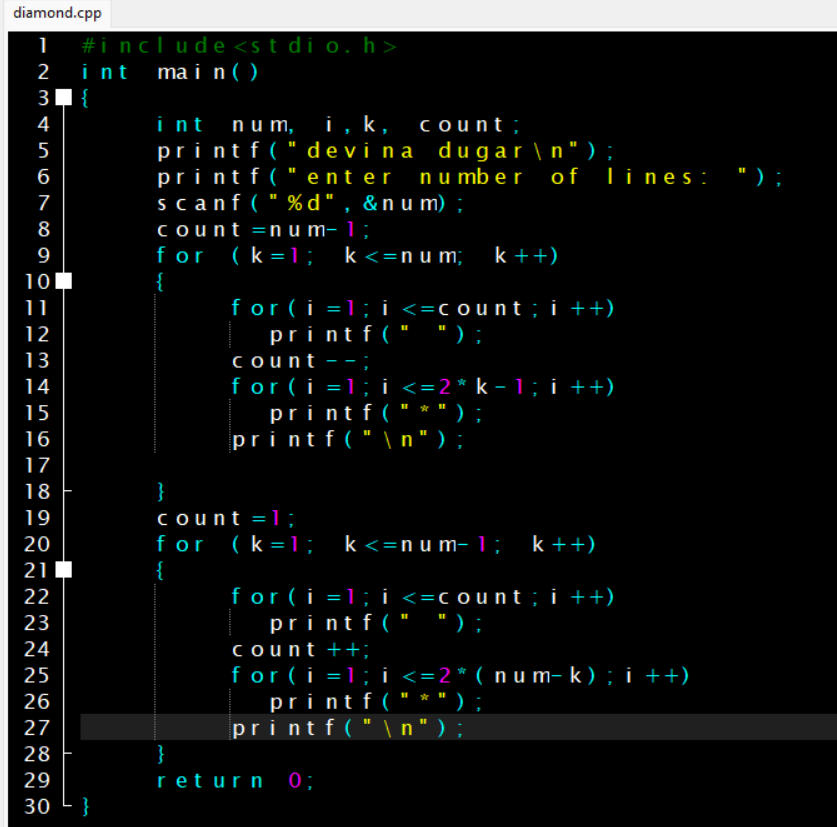 diamond.cpp
1 #include<stdio.h>
2 int main()
3 {
4 int num, i,k, count;
5 printf("devina dugar\n");
6 printf("enter number of lines: ");
7 scanf("%d",&num);
8 count=num-1;
9 for (k=1; k<=num; k++)
10 {
11 for(i=1;i<=count;i++)
12 printf(" ");
13 count--;
14 for(i=1;i<=2*k-1;i++)
15 printf("*");
16 printf("\n");
17
18 }
19 count=1;
20 for (k=1; k<=num-1; k++)
21 {
22 for(i=1;i<=count;i++)
23 printf(" ");
24 count++;
25 for(i=1;i<=2*(num-k);i++)
26 printf("*");
27 printf("\n");
28 }
29 return 0;
30 }